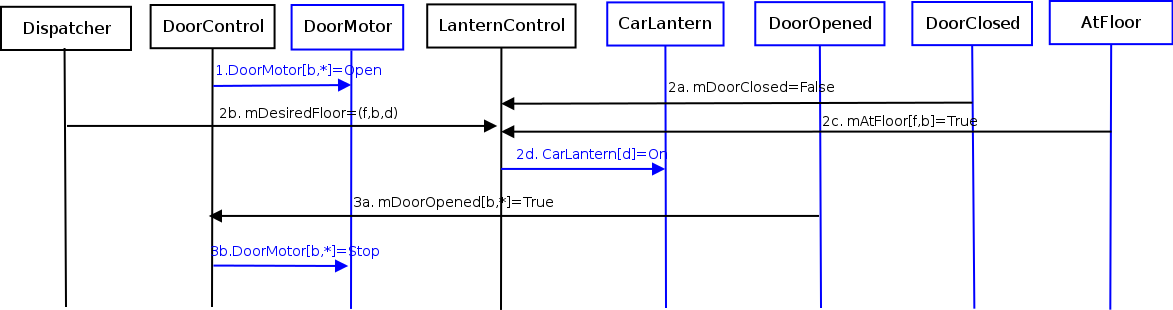 Dispatcher
DoorControl
DoorMotor
LanternControl
CarLantern
DoorOpened
DoorClosed
AtFloor
1.DoorMotor[b,*]=Open
2a. mDoorClosed=False
2b. mDesiredFloor=(f,b,d)
2c. mAtFloor[f,b]=True
2d. CarLantern[d]=On
3a. mDoorOpened[b,*]=True
3b.DoorMotor[b,*]=Stop